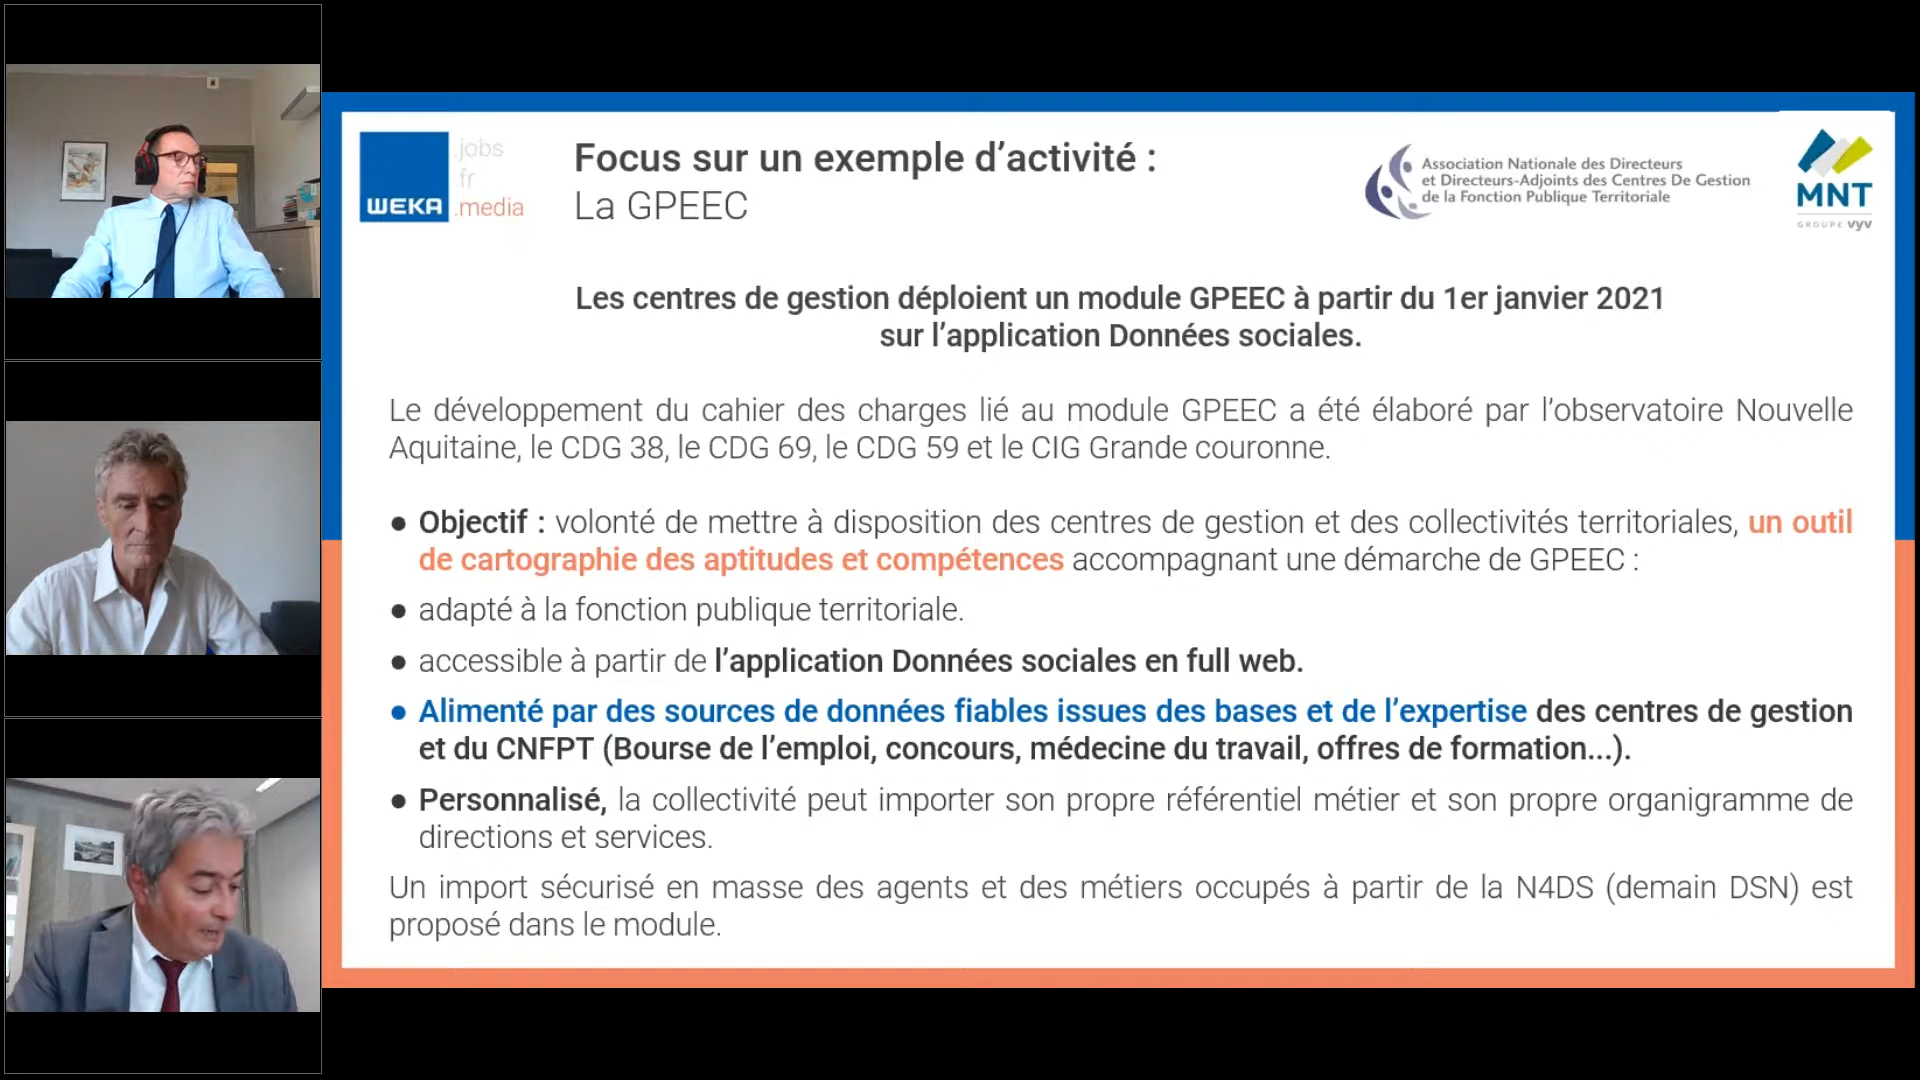 WEKA
.jobs
.fr
.media
Focus sur un exemple d’activité :
La GPEEC
Association Nationale des Directeurs
et Directeurs-Adjoints des Centres De Gestion
de la Fonction Publique Territoriale
MNT
GROUPE vyv
Les centres de gestion déploient un module GPEEC à partir du 1er janvier 2021
sur l’application Données sociales.
Le développement du cahier des charges lié au module GPEEC a été élaboré par l’observatoire Nouvelle
Aquitaine, le CDG 38, le CDG 69, le CDG 59 et le CIG Grande couronne.
● Objectif : volonté de mettre à disposition des centres de gestion et des collectivités territoriales, un outil
de cartographie des aptitudes et compétences accompagnant une démarche de GPEEC :
● adapté à la fonction publique territoriale.
● accessible à partir de l’application Données sociales en full web.
● Alimenté par des sources de données fiables issues des bases et de l’expertise des centres de gestion
et du CNFPT (Bourse de l’emploi, concours, médecine du travail, offres de formation...).
● Personnalisé, la collectivité peut importer son propre référentiel métier et son propre organigramme de
directions et services.
Un import sécurisé en masse des agents et des métiers occupés à partir de la N4DS (demain DSN) est
proposé dans le module.